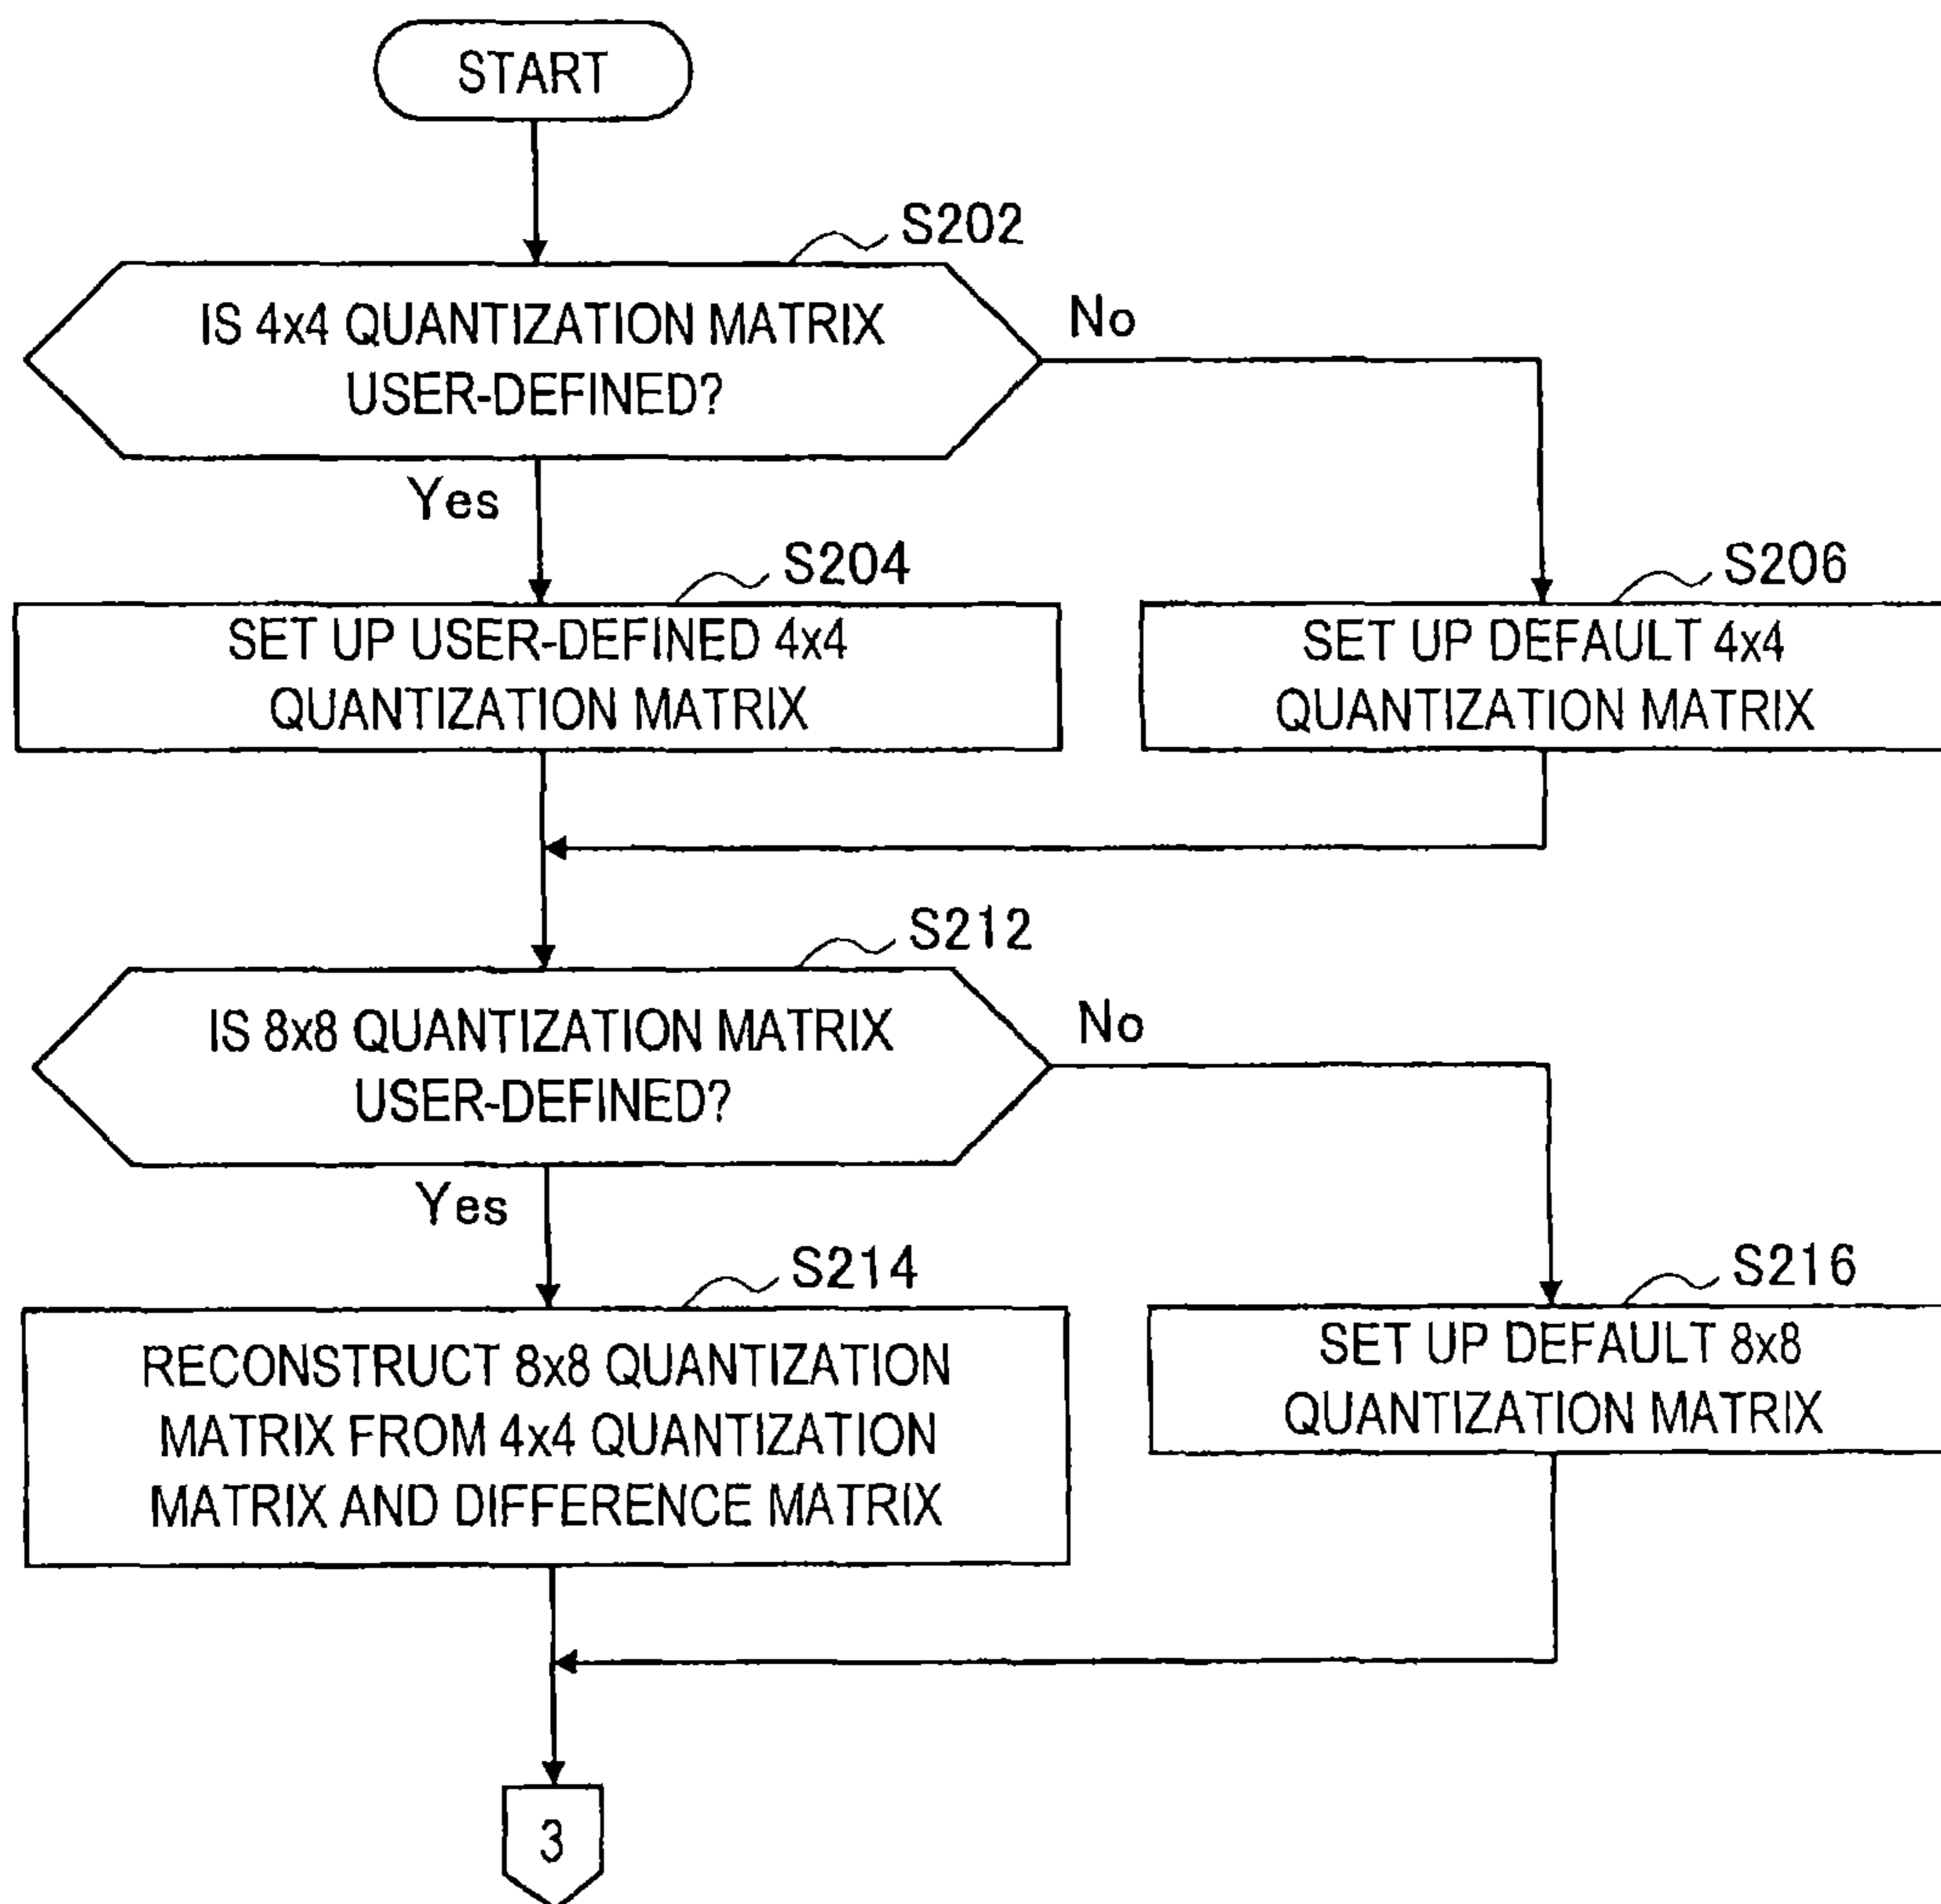 START
S202
IS 4x4 QUANTIZATION MATRIX
USER-DEFINED?
No
Yes
S204
SET UP USER-DEFINED 4x4
QUANTIZATION MATRIX
S206
SET UP DEFAULT 4x4
QUANTIZATION MATRIX
S212
IS 8x8 QUANTIZATION MATRIX
USER-DEFINED?
No
Yes
S214
RECONSTRUCT 8x8 QUANTIZATION
MATRIX FROM 4x4 QUANTIZATION
MATRIX AND DIFFERENCE MATRIX
S216
SET UP DEFAULT 8x8
QUANTIZATION MATRIX
3